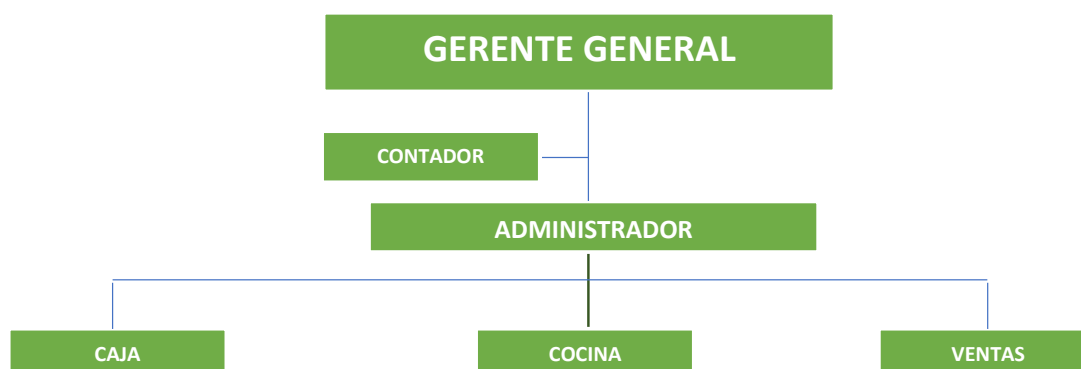 GERENTE GENERAL
CONTADOR
ADMINISTRADOR
CAJA
COCINA
VENTAS